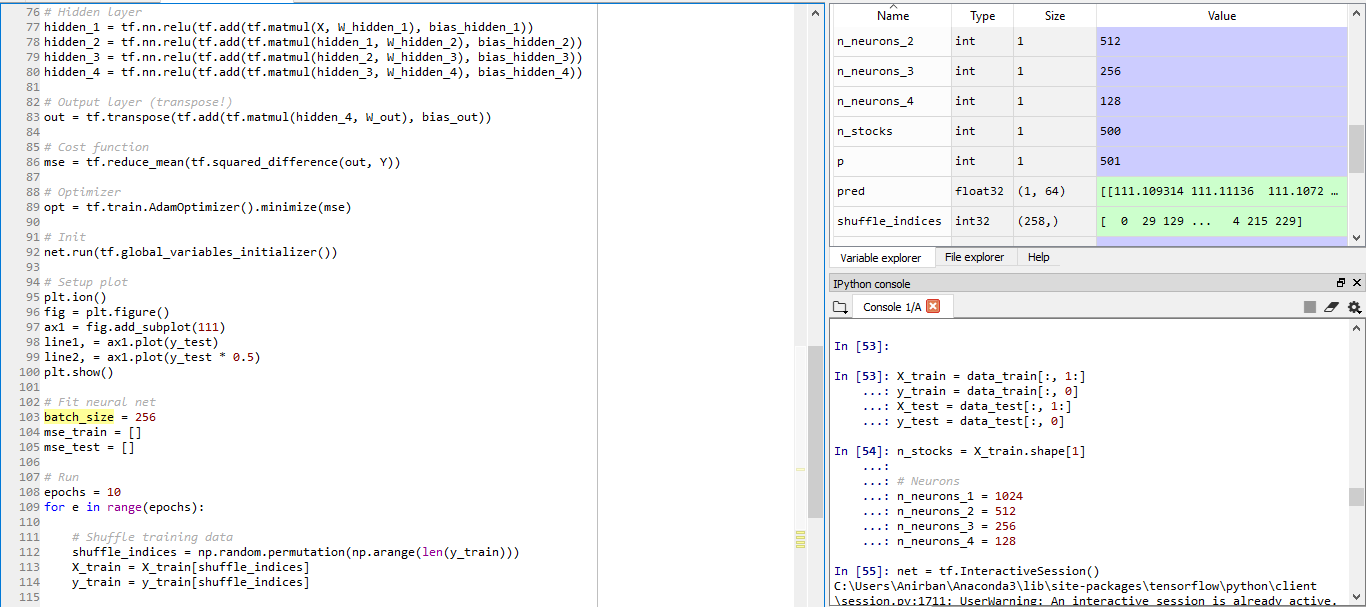 76 # Hidden layer
77 hidden_1 = tf.nn.relu(tf.add(tf.matmul(X, W_hidden_1), bias_hidden_1))
78 hidden_2 = tf.nn.relu(tf.add(tf.matmul(hidden_1, W_hidden_2), bias_hidden_2))
79 hidden_3 = tf.nn.relu(tf.add(tf.matmul(hidden_2, W_hidden_3), bias_hidden_3))
80 hidden_4 = tf.nn.relu(tf.add(tf.matmul(hidden_3, W_hidden_4), bias_hidden_4))
81
82 # Output layer (transpose!)
83 out = tf.transpose(tf.add(tf.matmul(hidden_4, W_out), bias_out))
84
85 # Cost function
86 mse = tf.reduce_mean(tf.squared_difference(out, Y))
87
88 # Optimizer
89 opt = tf.train.AdamOptimizer().minimize(mse)
90
91 # Init
92 net.run(tf.global_variables_initializer())
93
94 # Setup plot
95 plt.ion()
96 fig = plt.figure()
97 ax1 = fig.add_subplot(111)
98 line1, = ax1.plot(y_test)
99 line2, = ax1.plot(y_test * 0.5)
100 plt.show()
101
102 # Fit neural net
103 batch_size = 256
104 mse_train = []
105 mse_test = []
106
107 # Run
108 epochs = 10
109 for e in range(epochs):
110
111     # Shuffle training data
112     shuffle_indices = np.random.permutation(np.arange(len(y_train)))
113     X_train = X_train[shuffle_indices]
114     y_train = y_train[shuffle_indices]
115
Name Type Size Value
n_neurons_2 int 1 512
n_neurons_3 int 1 256
n_neurons_4 int 1 128
n_stocks int 1 500
p int 1 501
pred float32 (1, 64) [[111.109314 111.11136  111.1072 …
shuffle_indices int32 (258,) [  0  29 129 ...   4 215 229]
Variable explorer File explorer Help
IPython console
Console 1/A
In [53]:
In [53]: X_train = data_train[:, 1:]
    ...: y_train = data_train[:, 0]
    ...: X_test = data_test[:, 1:]
    ...: y_test = data_test[:, 0]
In [54]: n_stocks = X_train.shape[1]
    ...:
    ...: # Neurons
    ...: n_neurons_1 = 1024
    ...: n_neurons_2 = 512
    ...: n_neurons_3 = 256
    ...: n_neurons_4 = 128
In [55]: net = tf.InteractiveSession()
C:\Users\Anirban\Anaconda3\lib\site-packages\tensorflow\python\client
\session.py:1711: UserWarning: An interactive session is already active.